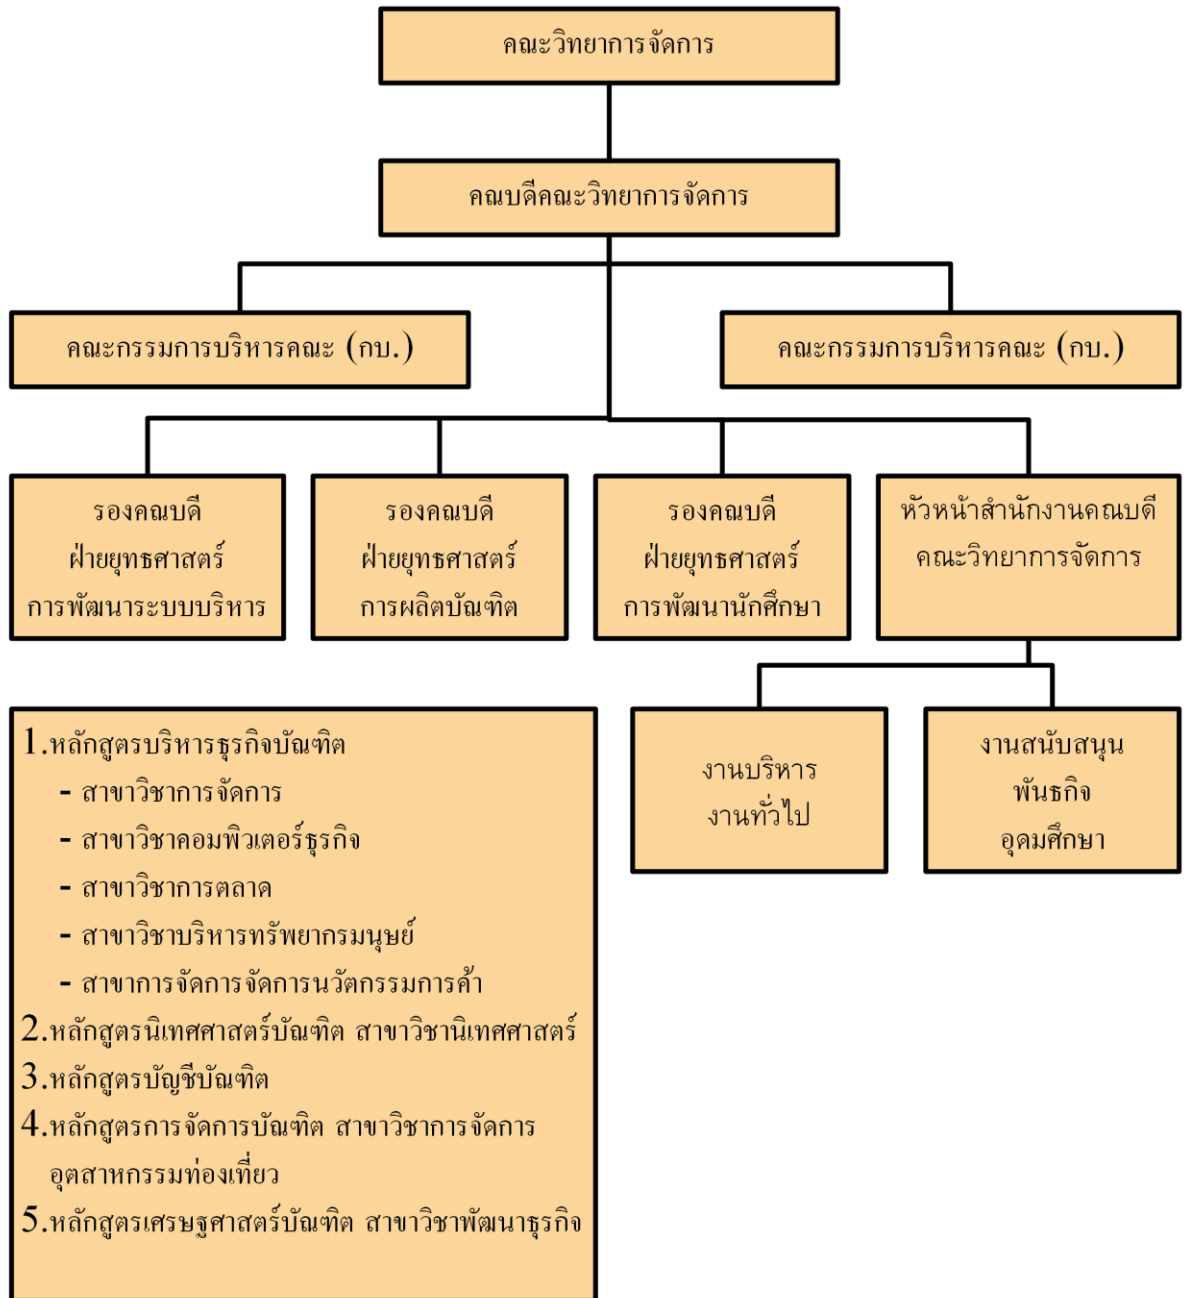 คณะวิทยาการจัดการ
คณบดีคณะวิทยาการจัดการ
คณะกรรมการบริหารคณะ (กบ.)
คณะกรรมการบริหารคณะ (กบ.)
รองคณบดี
ฝ่ายยุทธศาสตร์
การพัฒนาระบบบริหาร
รองคณบดี
ฝ่ายยุทธศาสตร์
การผลิตบัณฑิต
รองคณบดี
ฝ่ายยุทธศาสตร์
การพัฒนานักศึกษา
หัวหน้าสำนักงานคณบดี
คณะวิทยาการจัดการ
1.หลักสูตรบริหารธุรกิจบัณฑิต
- สาขาวิชาการจัดการ
- สาขาวิชาคอมพิวเตอร์ธุรกิจ
- สาขาวิชาการตลาด
- สาขาวิชาบริหารทรัพยากรมนุษย์
- สาขาการจัดการจัดการนวัตกรรมการค้า
2.หลักสูตรนิเทศศาสตร์บัณฑิต สาขาวิชานิเทศศาสตร์
3.หลักสูตรบัญชีบัณฑิต
4.หลักสูตรการจัดการบัณฑิต สาขาวิชาการจัดการ
อุตสาหกรรมท่องเที่ยว
5.หลักสูตรเศรษฐศาสตร์บัณฑิต สาขาวิชาพัฒนาธุรกิจ
งานบริหาร
งานทั่วไป
งานสนับสนุน
พันธกิจ
อุดมศึกษา